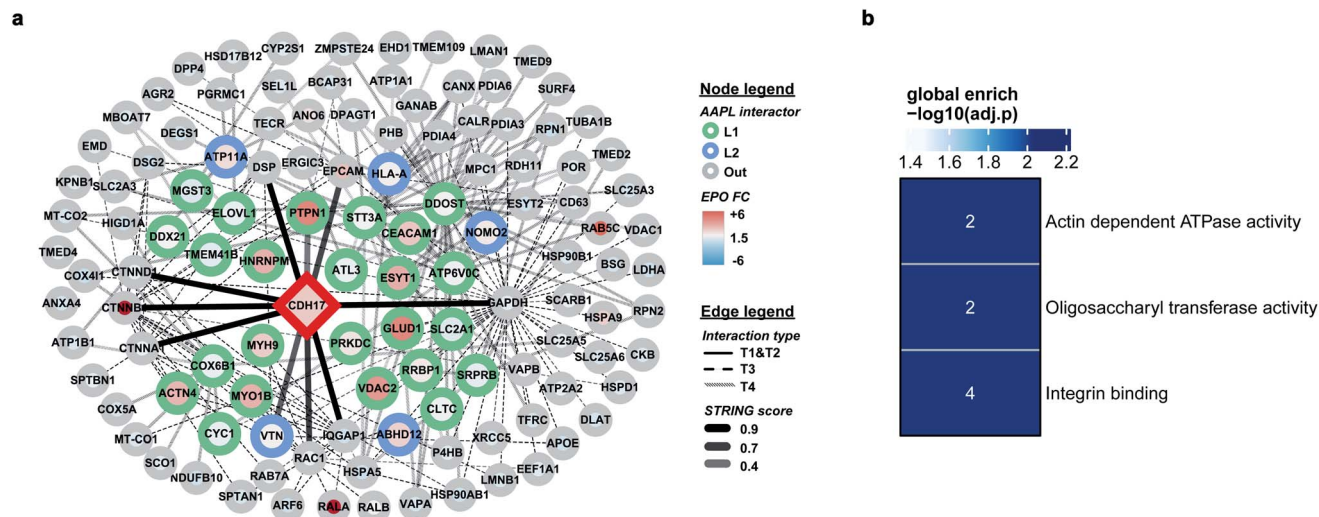 a
b
HSD17B12
CYP2S1
ZMPSTE24
EHD1
TMEM109
LMAN1
TMED9
DPP4
AGR2
PGRMC1
SEL1L
BCAP31
ATP1A1
CANX
PDIA6
SURF4
MBOAT7
TECR
ANO6
DPAGT1
GANAB
CALR
PDIA3
RPN1
TUBA1B
EMD
DEGS1
PHB
PDIA4
DSG2
ATP11A
DSP
ERGIC3
EPCAM
HLA-A
MPC1
RDH11
POR
TMED2
KPNB1
SLC2A3
MGST3
DDOST
ESYT2
CD63
SLC25A3
MT-CO2
HIGD1A
ELOVL1
PTPN1
STT3A
CEACAM1
NOMO2
RAB5C
VDAC1
DDX21
TMEM41B
HNRNPM
HSP90B1
BSG
LDHA
TMED4
COX4I1
CTNND1
ATL3
ESYT1
ATP6V0C
ANXA4
CTNNB1
CDH17
GAPDH
SCARB1
HSPA9
RPN2
ATP1B1
CTNNA1
MYH9
PRKDC
GLUD1
SLC2A1
SLC25A5
SLC25A6
CKB
SPTBN1
COX6B1
RRBP1
SRPRB
VAPB
ATP2A2
HSPD1
COX5A
ACTN4
MYO1B
VDAC2
CLTC
TFRC
DLAT
MT-CO1
CYC1
VTN
IQGAP1
ABHD12
XRCC5
APOE
SCO1
RAC1
P4HB
EEF1A1
NDUFB10
RAB7A
HSPA5
LMNB1
SPTAN1
ARF6
RALA
RALB
VAPA
HSP90AB1
Node legend
AAPL interactor
L1
L2
Out
EPO FC
+6
1.5
-6
Edge legend
Interaction type
T1&T2
T3
T4
STRING score
0.9
0.7
0.4
global enrich
−log10(adj.p)
1.4 1.6 1.8 2 2.2
2 Actin dependent ATPase activity
2 Oligosaccharyl transferase activity
4 Integrin binding